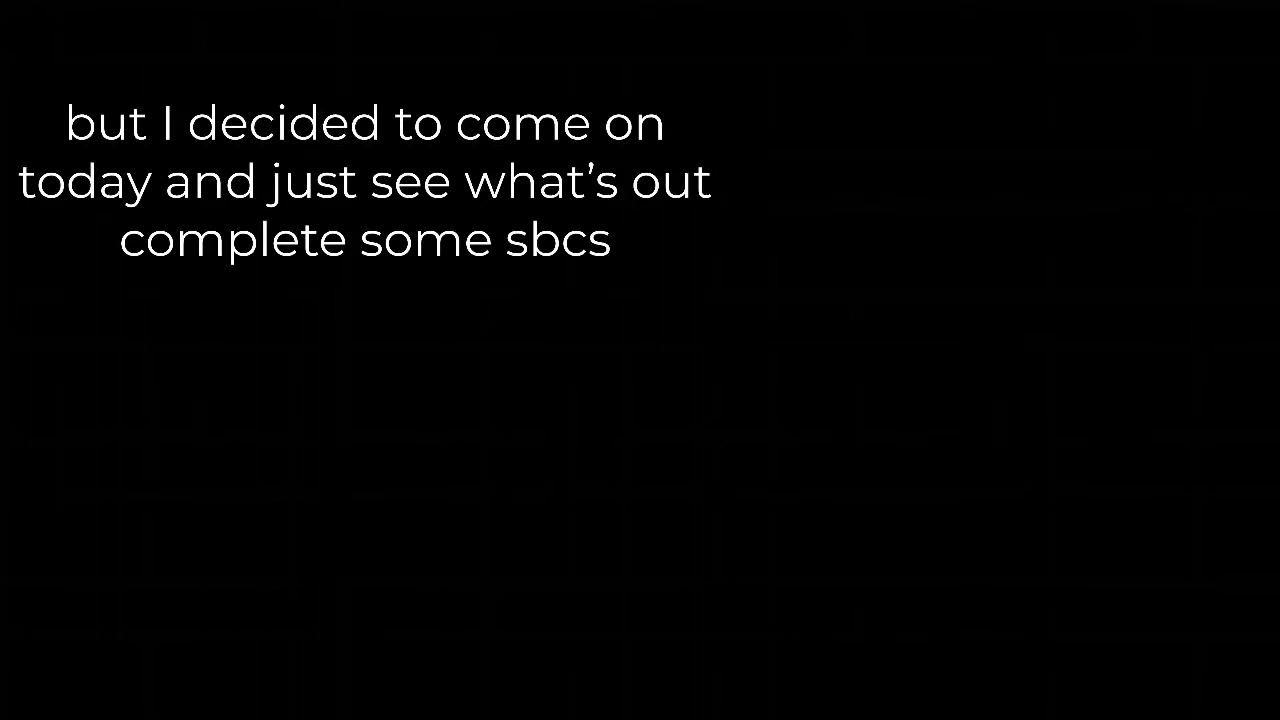 but I decided to come on
today and just see what’s out
complete some sbcs